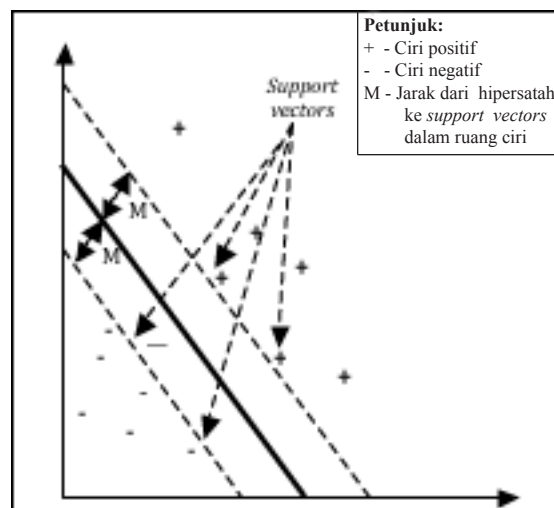 Petunjuk:
+ - Ciri positif
- - Ciri negatif
M - Jarak dari hipersatah
ke support vectors
dalam ruang ciri
Support
vectors
M
M